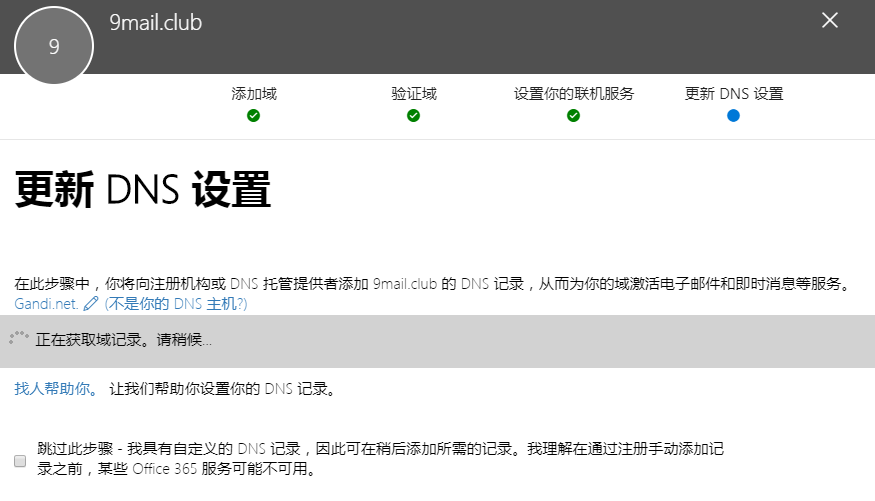 9
9mail.club
添加域
验证域
设置你的联机服务
更新 DNS 设置
更新 DNS 设置
在此步骤中，你将向注册机构或 DNS 托管提供者添加 9mail.club 的 DNS 记录，从而为你的域激活电子邮件和即时消息等服务。
Gandi.net. (不是你的 DNS 主机?)
正在获取域记录。请稍候...
找人帮助你。 让我们帮助你设置你的 DNS 记录。
跳过此步骤 - 我具有自定义的 DNS 记录，因此可在稍后添加所需的记录。我理解在通过注册手动添加记
录之前，某些 Office 365 服务可能不可用。